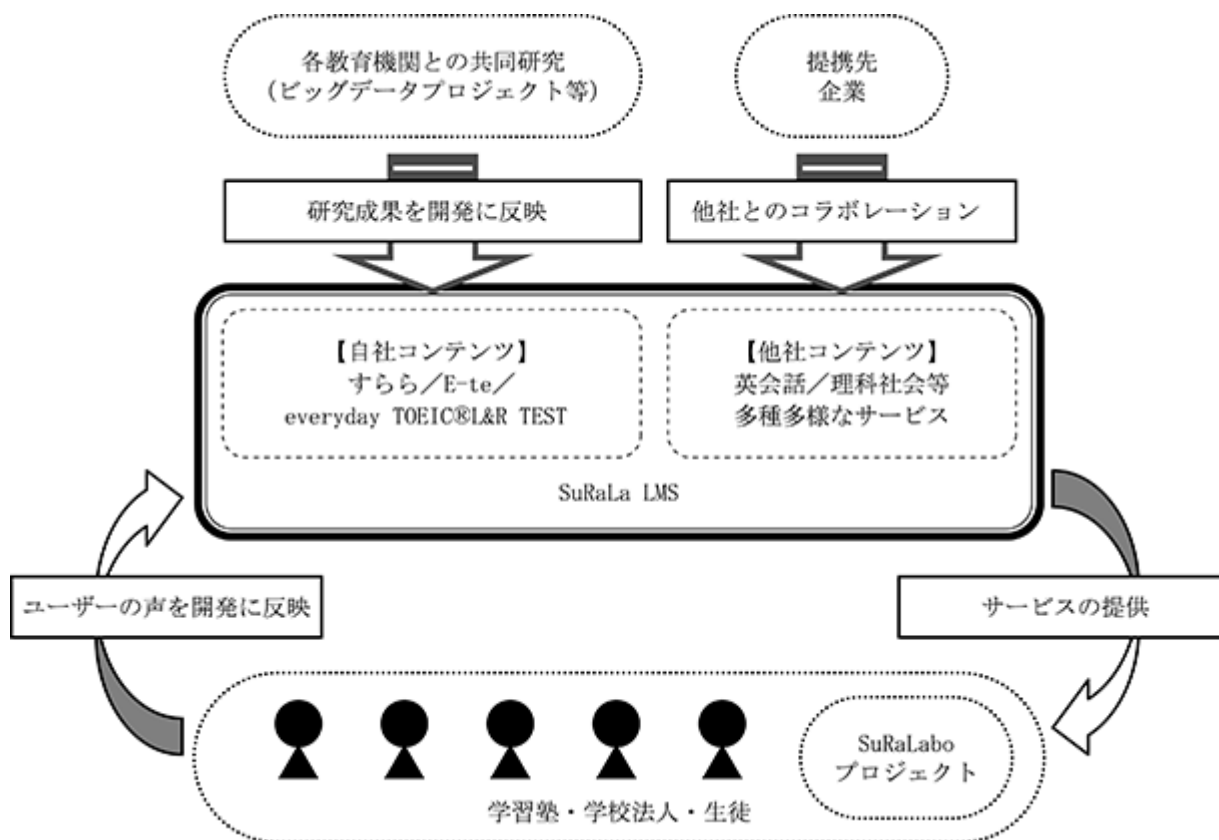 各教育機関との共同研究
(ビッグデータプロジェクト等)
提携先
企業
研究成果を開発に反映
他社とのコラボレーション
【自社コンテンツ】
すらら／E-te／
everyday TOEIC®L&R TEST
【他社コンテンツ】
英会話／理科社会等
多種多様なサービス
SuRaLa LMS
ユーザーの声を開発に反映
サービスの提供
SuRaLabo
プロジェクト
学習塾・学校法人・生徒